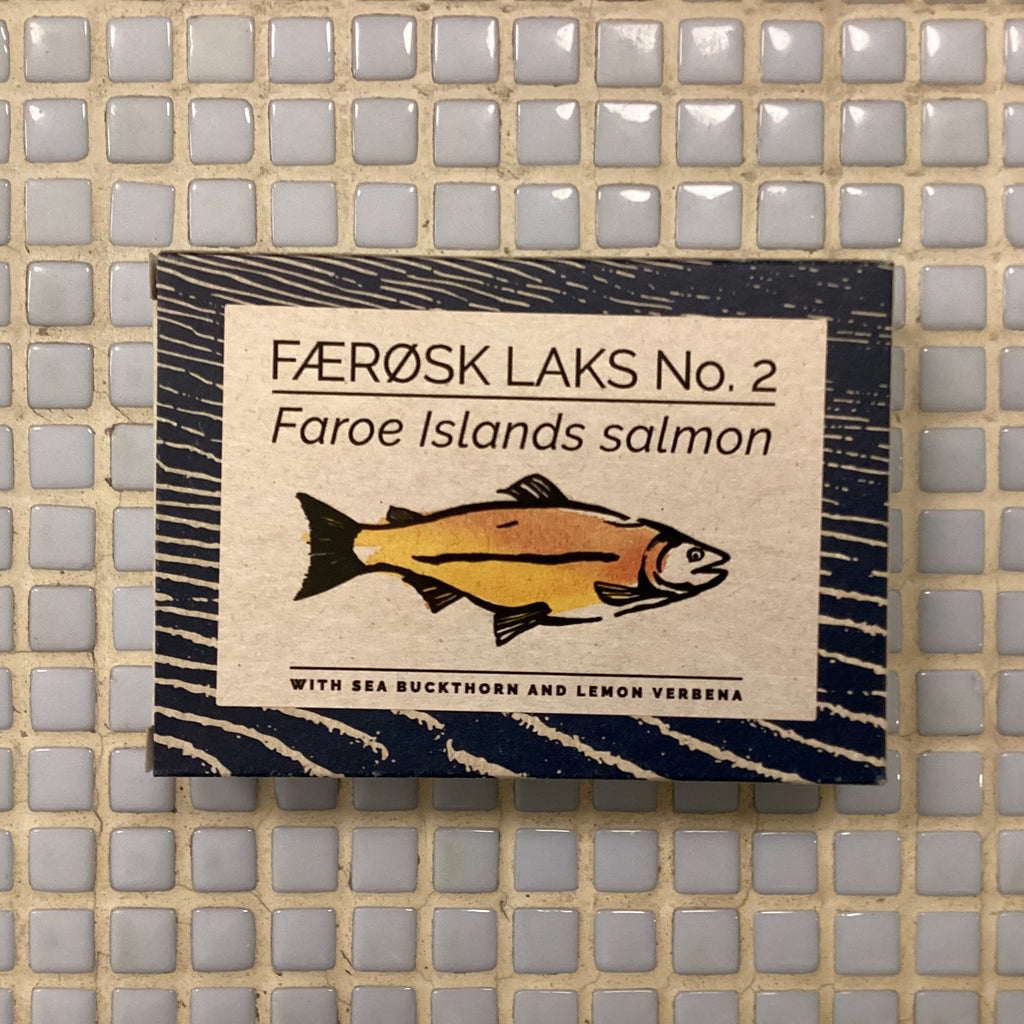 FÆRØSK LAKS No. 2
Faroe Islands salmon
WITH SEA BUCKTHORN AND LEMON VERBENA